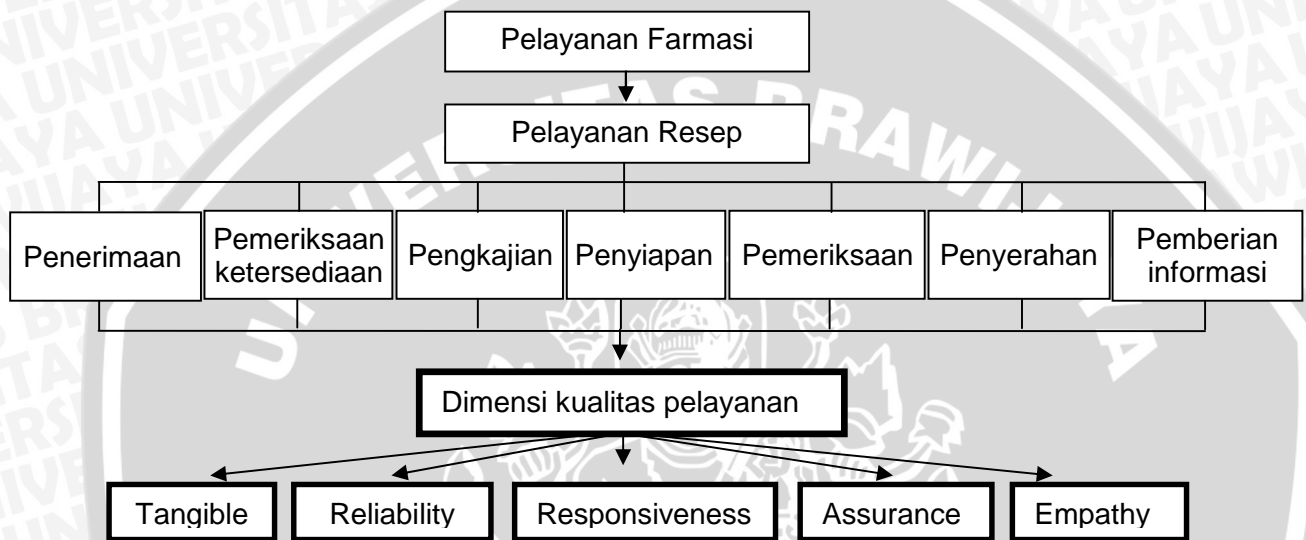 Pelayanan Farmasi
Pelayanan Resep
Penerimaan
Pemeriksaan
ketersediaan
Pengkajian
Penyiapan
Pemeriksaan
Penyerahan
Pemberian
informasi
Dimensi kualitas pelayanan
Tangible
Reliability
Responsiveness
Assurance
Empathy